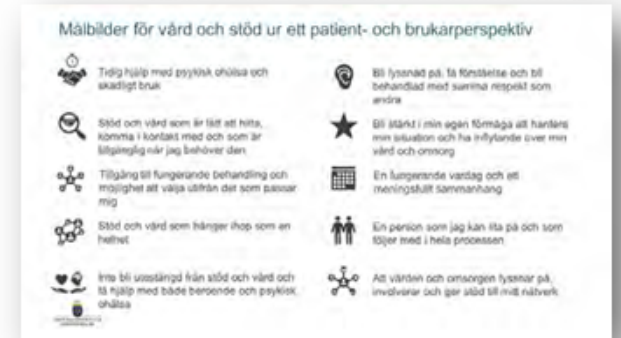 Målbilder för vård och stöd ur ett patient- och brukarperspektiv
Tidig hjälp med psykisk ohälsa och
skadligt bruk
Stöd och vård som är lätt att hitta,
komma i kontakt med och som är
tillgänglig när jag behöver den
Tillgång till fungerande behandling och
möjlighet att välja utifrån det som passar
mig
Stöd och vård som hänger ihop som en
helhet
Inte bli utestängd från stöd och vård och
få hjälp med både beroende och psykisk
ohälsa
Bli lyssnad på, få förståelse och bli
behandlad med samma respekt som
andra
Bli stärkt i min egen förmåga att hantera
min situation och ha inflytande över min
vård och omsorg
En fungerande vardag och ett
meningsfullt sammanhang
En person som jag kan lita på och som
följer med i hela processen
Att vården och omsorgen lyssnar på,
involverar och ger stöd till mitt nätverk